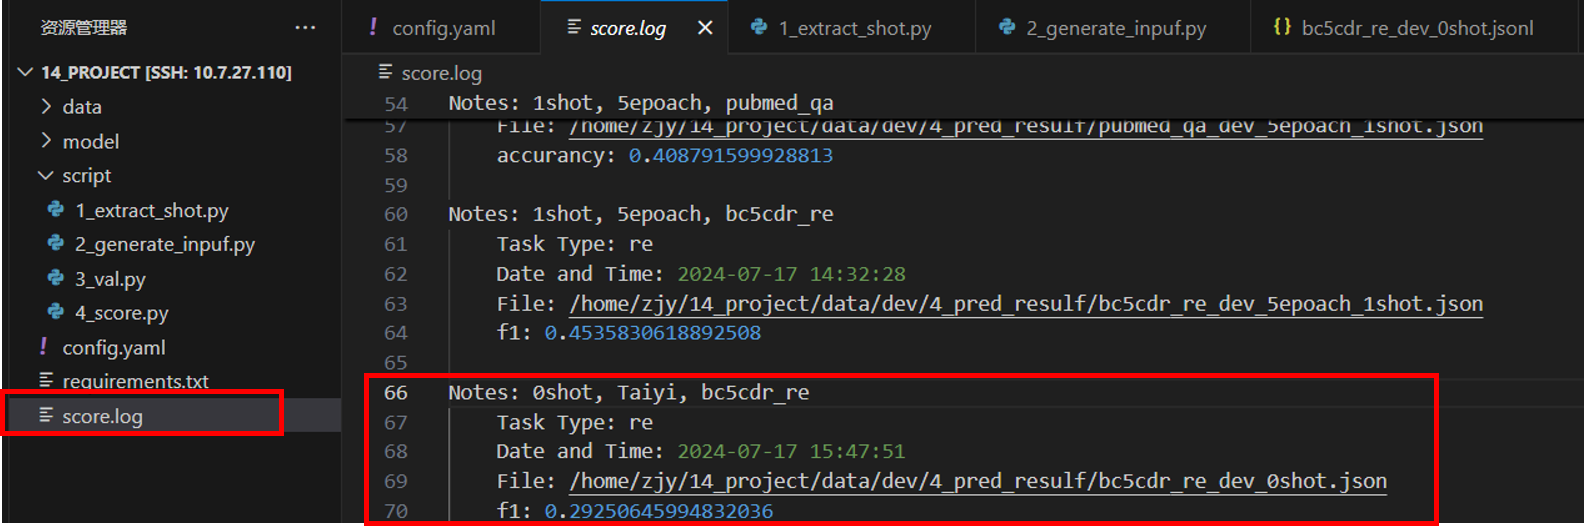 资源管理器
14_PROJECT [SSH: 10.7.27.110]
data
model
script
1_extract_shot.py
2_generate_inpuf.py
3_val.py
4_score.py
config.yaml
requirements.txt
score.log
config.yaml
score.log
1_extract_shot.py
2_generate_inpuf.py
bc5cdr_re_dev_0shot.jsonl
score.log
54 Notes: 1shot, 5epoach, pubmed_qa
57 File: /home/zjy/14_project/data/dev/4_pred_resulf/pubmed_qa_dev_5epoach_1shot.json
58 accurancy: 0.408791599928813
59
60 Notes: 1shot, 5epoach, bc5cdr_re
61 Task Type: re
62 Date and Time: 2024-07-17 14:32:28
63 File: /home/zjy/14_project/data/dev/4_pred_resulf/bc5cdr_re_dev_5epoach_1shot.json
64 f1: 0.4535830618892508
65
66 Notes: 0shot, Taiyi, bc5cdr_re
67 Task Type: re
68 Date and Time: 2024-07-17 15:47:51
69 File: /home/zjy/14_project/data/dev/4_pred_resulf/bc5cdr_re_dev_0shot.json
70 f1: 0.29250645994832036